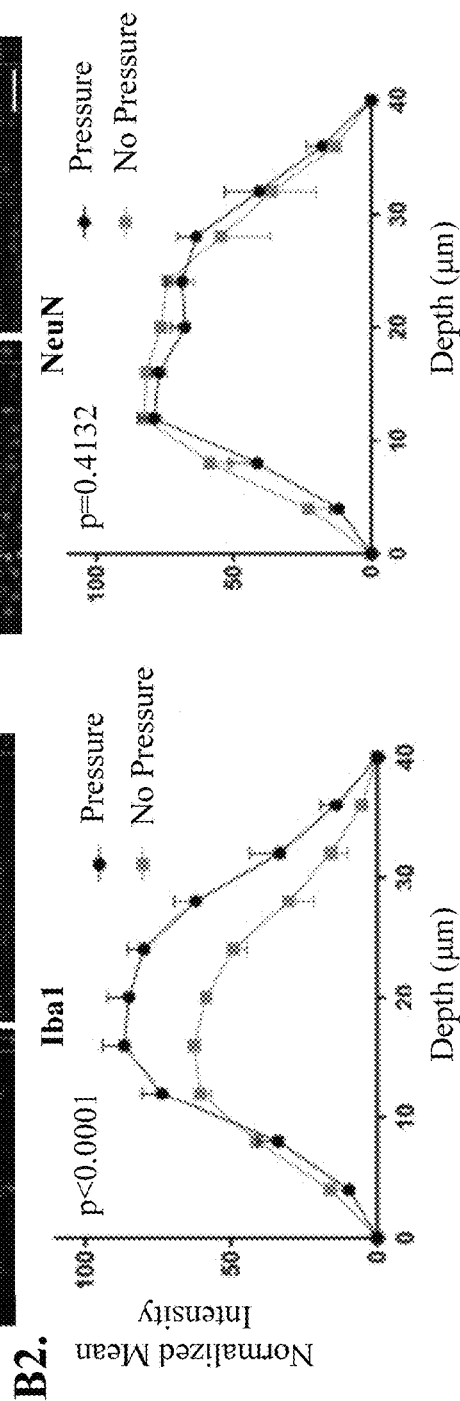 B2.
Iba1
p<0.0001
Pressure
No Pressure
Normalized Mean
Intensity
100
50
0
0
10
20
30
40
Depth (μm)
NeuN
p=0.4132
Pressure
No Pressure
100
50
0
0
10
20
30
40
Depth (μm)